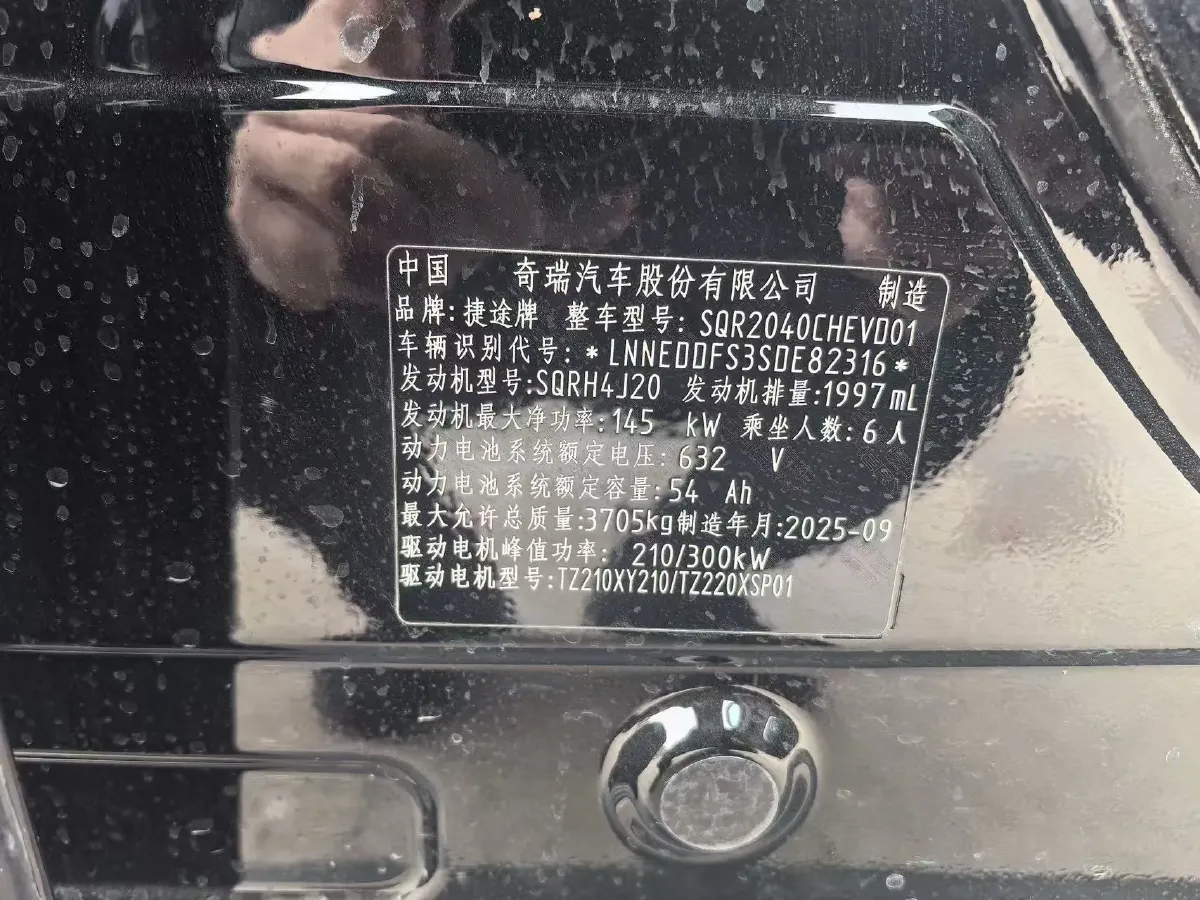 中国 奇瑞汽车股份有限公司 制造
品牌:捷途牌 整车型号: SQR2040CHEVD01
车辆识别代号: *LNNEDDFS3SDE82316*
发动机型号:SQRH4J20 发动机排量:1997mL
发动机最大净功率:145 kW 乘坐人数:6人
动力电池系统额定电压: 632 V
动力电池系统额定容量:54 Ah
最大允许总质量:3705kg制造年月:2025-09
驱动电机峰值功率: 210/300kW
驱动电机型号:TZ210XY210/TZ220XSP01